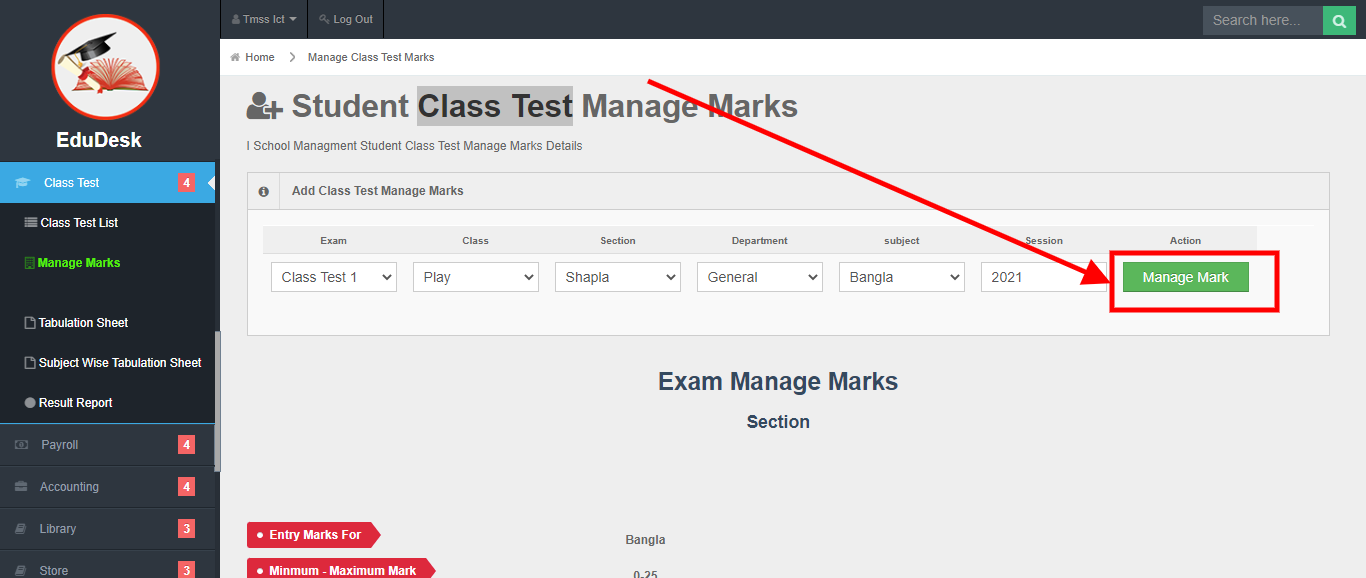 Tmss Ict
Log Out
Search here...
Home
Manage Class Test Marks
EduDesk
Class Test 4
Class Test List
Manage Marks
Tabulation Sheet
Subject Wise Tabulation Sheet
Result Report
Payroll 4
Accounting 4
Library 3
Store 3
Student Class Test Manage Marks
I School Managment Student Class Test Manage Marks Details
Add Class Test Manage Marks
Exam Class Section Department subject Session Action
Class Test 1 Play Shapla General Bangla 2021 Manage Mark
Exam Manage Marks
Section
Entry Marks For Bangla
Minmum - Maximum Mark 0-25